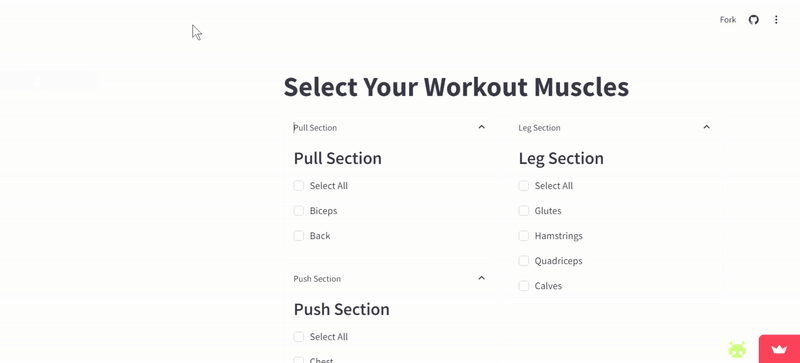 Fork
Select Your Workout Muscles
Pull Section
Pull Section
Select All
Biceps
Back
Push Section
Push Section
Select All
Chest
Leg Section
Leg Section
Select All
Glutes
Hamstrings
Quadriceps
Calves